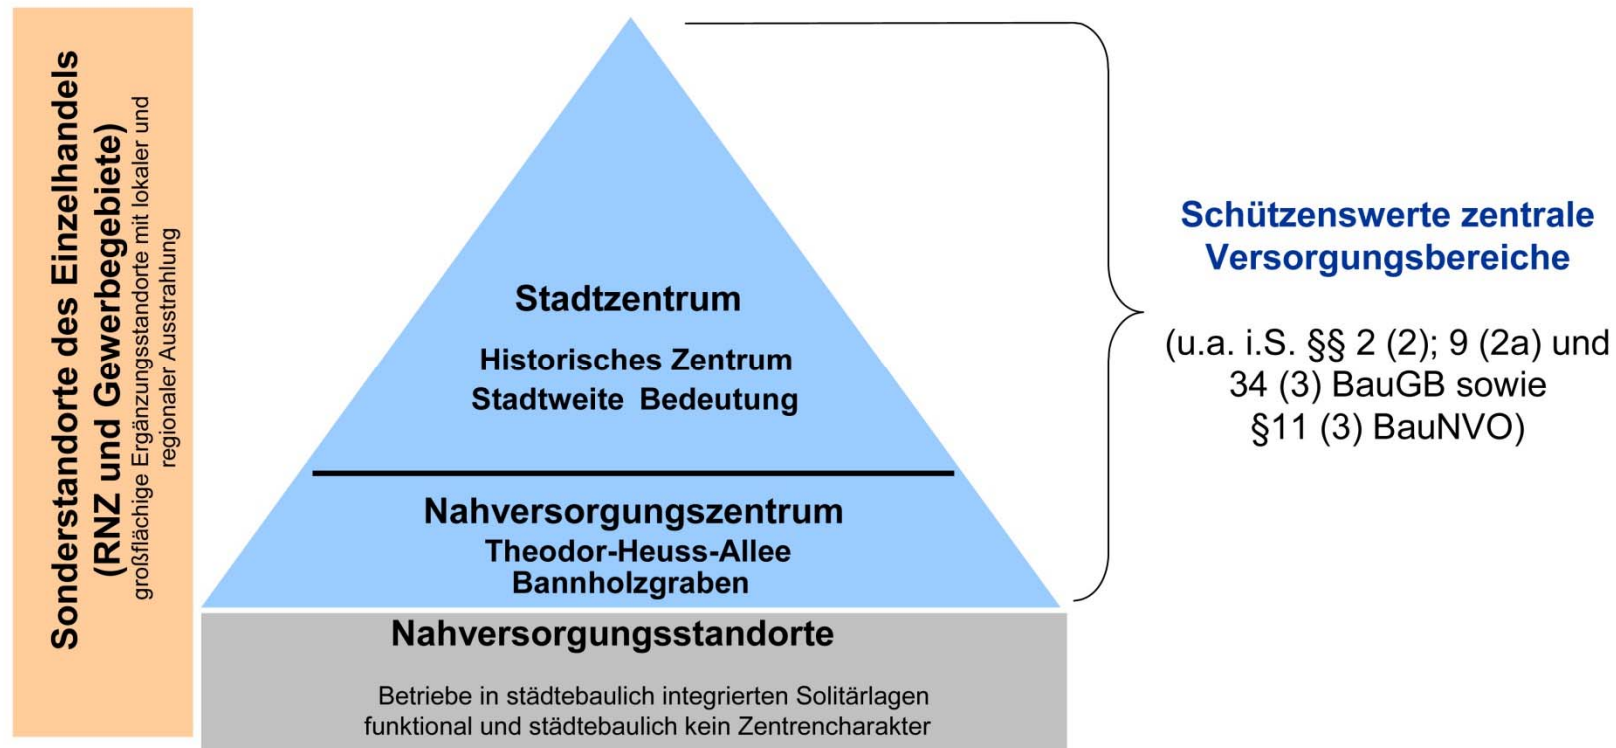 Sonderstandorte des Einzelhandels
(RNZ und Gewerbegebiete)
großflächige Ergänzungsstandorte mit lokaler und
regionaler Ausstrahlung
Stadtzentrum
Historisches Zentrum
Stadtweite Bedeutung
Nahversorgungszentrum
Theodor-Heuss-Allee
Bannholzgraben
Nahversorgungsstandorte
Betriebe in städtebaulich integrierten Solitärlagen
funktional und städtebaulich kein Zentrencharakter
Schützenswerte zentrale
Versorgungsbereiche
(u.a. i.S. §§ 2 (2); 9 (2a) und
34 (3) BauGB sowie
§11 (3) BauNVO)